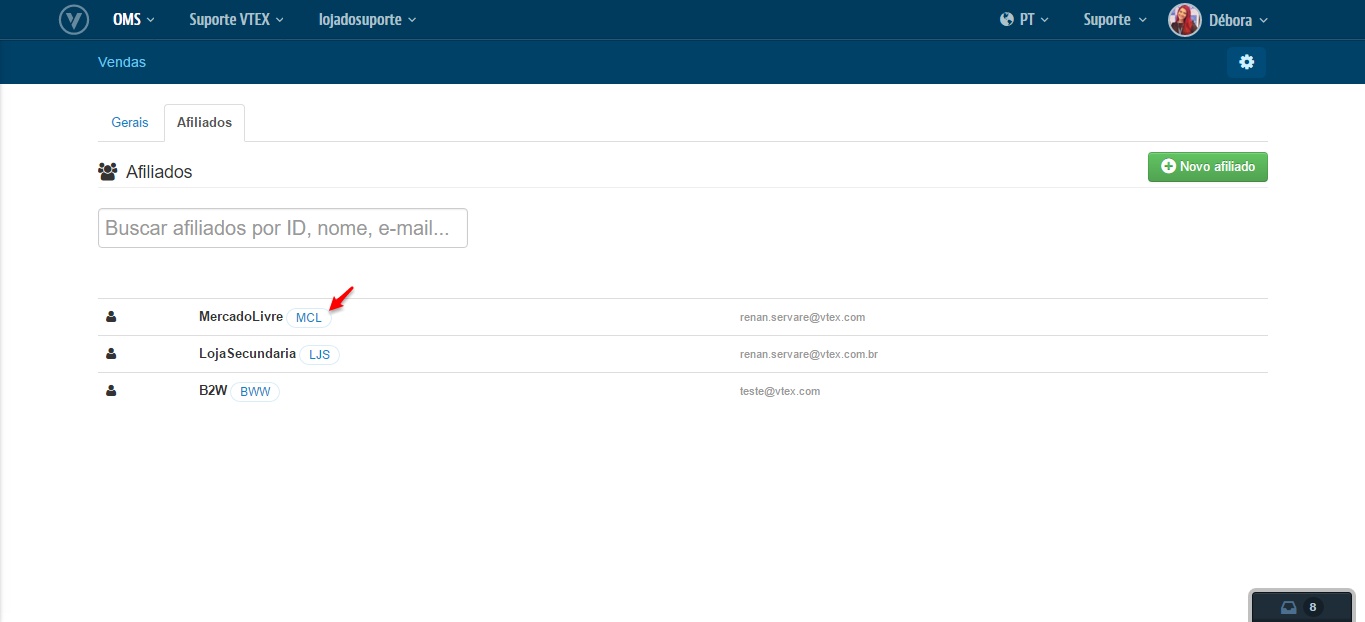 OMS Suporte VTEX lojadosuporte PT Suporte Débora
Vendas
Gerais Afiliados
Afiliados
Novo afiliado
Buscar afiliados por ID, nome, e-mail...
MercadoLivre MCL renan.servare@vtex.com
LojaSecundaria LJS renan.servare@vtex.com.br
B2W BWW teste@vtex.com
8